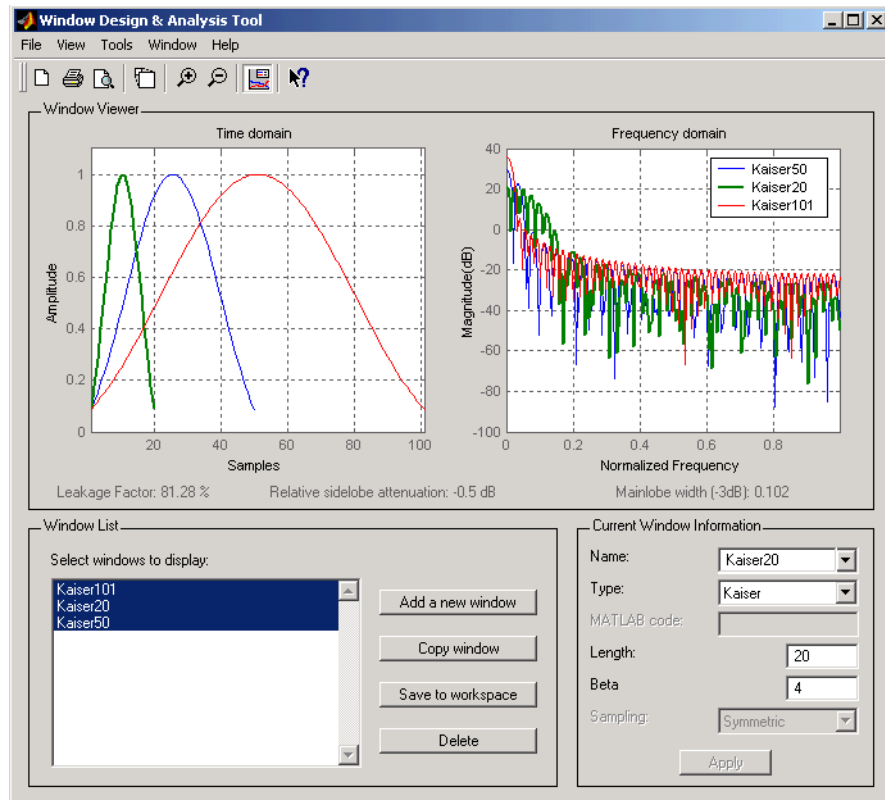 Window Design & Analysis Tool
File View Tools Window Help
Window Viewer
Time domain
Amplitude
1
0.8
0.6
0.4
0.2
0
20 40 60 80 100
Samples
Frequency domain
Magnitude(dB)
40
20
0
-20
-40
-60
-80
-100
0 0.2 0.4 0.6 0.8
Normalized Frequency
Kaiser50
Kaiser20
Kaiser101
Leakage Factor: 81.28 % Relative sidelobe attenuation: -0.5 dB Mainlobe width (-3dB): 0.102
Window List
Select windows to display:
Kaiser101
Kaiser20
Kaiser50
Add a new window
Copy window
Save to workspace
Delete
Current Window Information
Name: Kaiser20
Type: Kaiser
MATLAB code:
Length: 20
Beta 4
Sampling: Symmetric
Apply